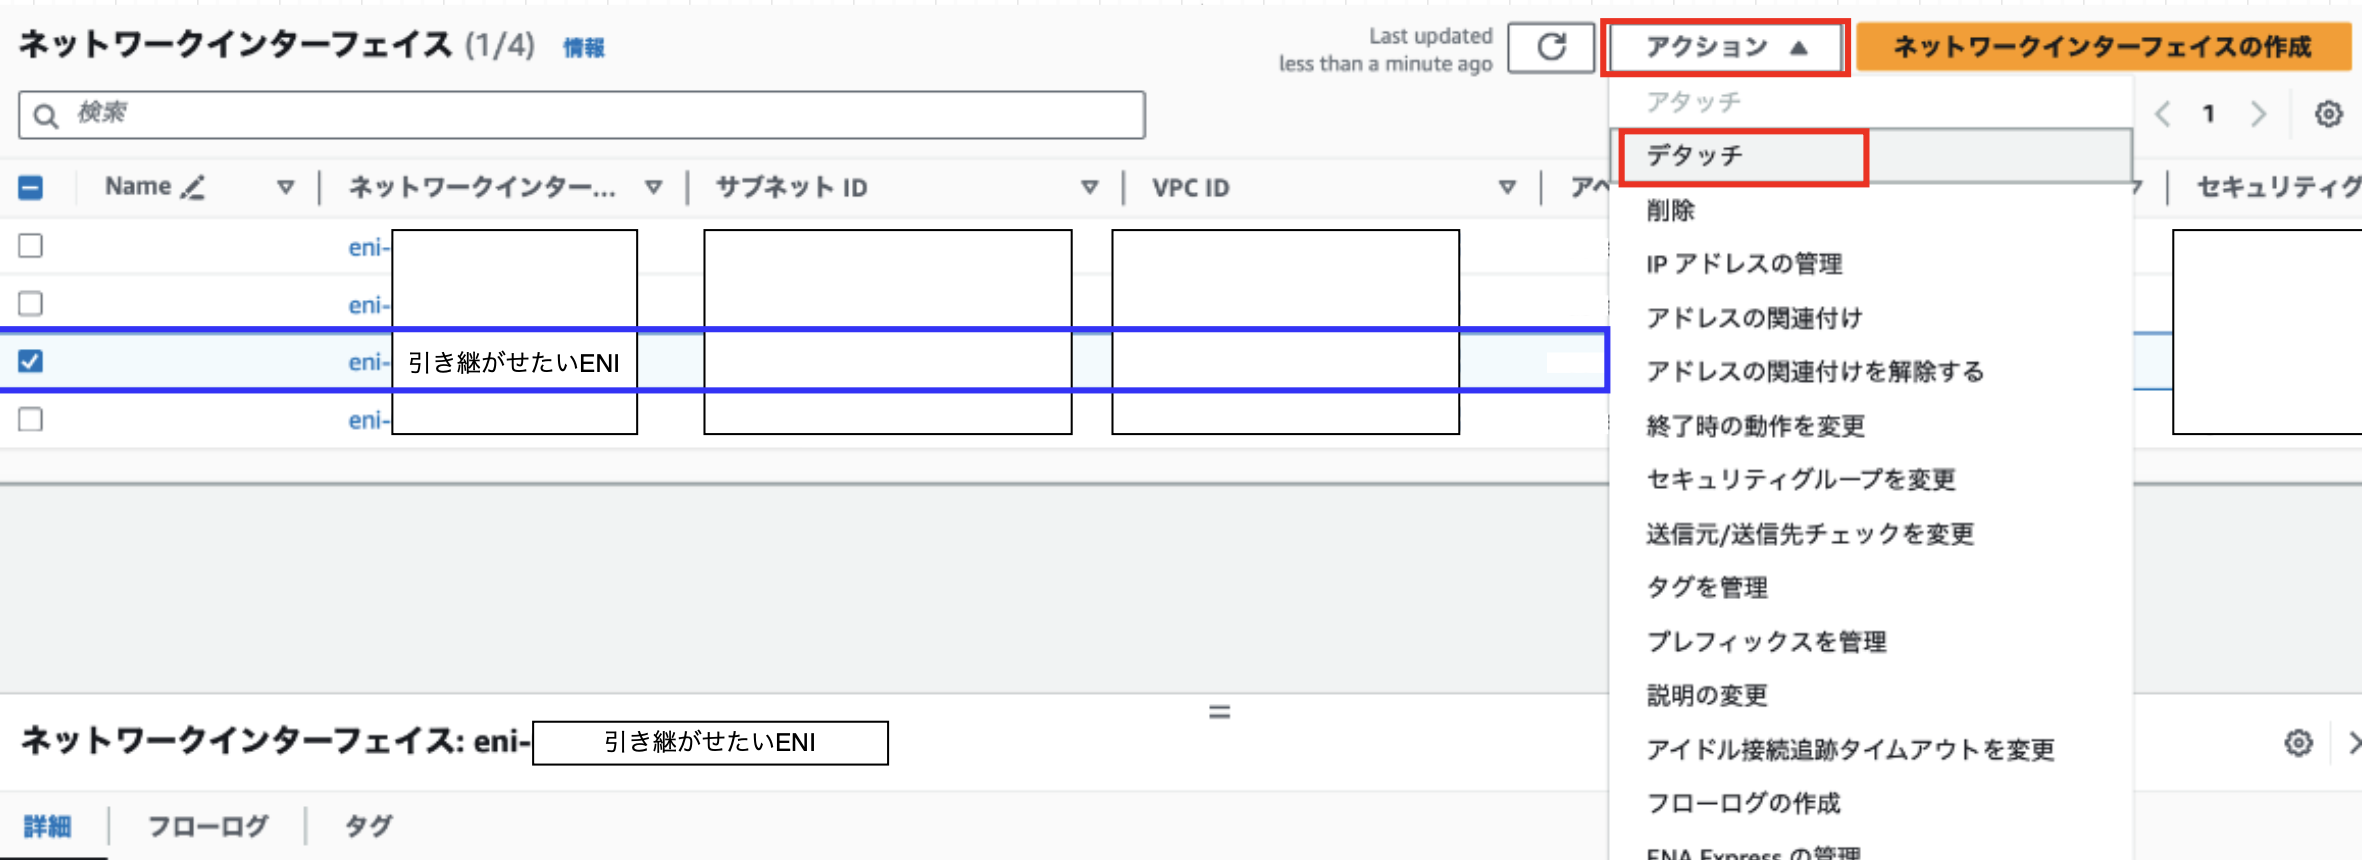 ネットワークインターフェイス (1/4) 情報
Last updated
less than a minute ago
アクション
ネットワークインターフェイスの作成
検索
1
Name
ネットワークインター...
サブネット ID
VPC ID
アベ
セキュリティグ
eni-
eni-
eni- 引き継がせたいENI
eni-
アタッチ
デタッチ
削除
IP アドレスの管理
アドレスの関連付け
アドレスの関連付けを解除する
終了時の動作を変更
セキュリティグループを変更
送信元/送信先チェックを変更
タグを管理
プレフィックスを管理
説明の変更
アイドル接続追跡タイムアウトを変更
フローログの作成
ENA Express の管理
ネットワークインターフェイス: eni- 引き継がせたいENI
詳細
フローログ
タグ